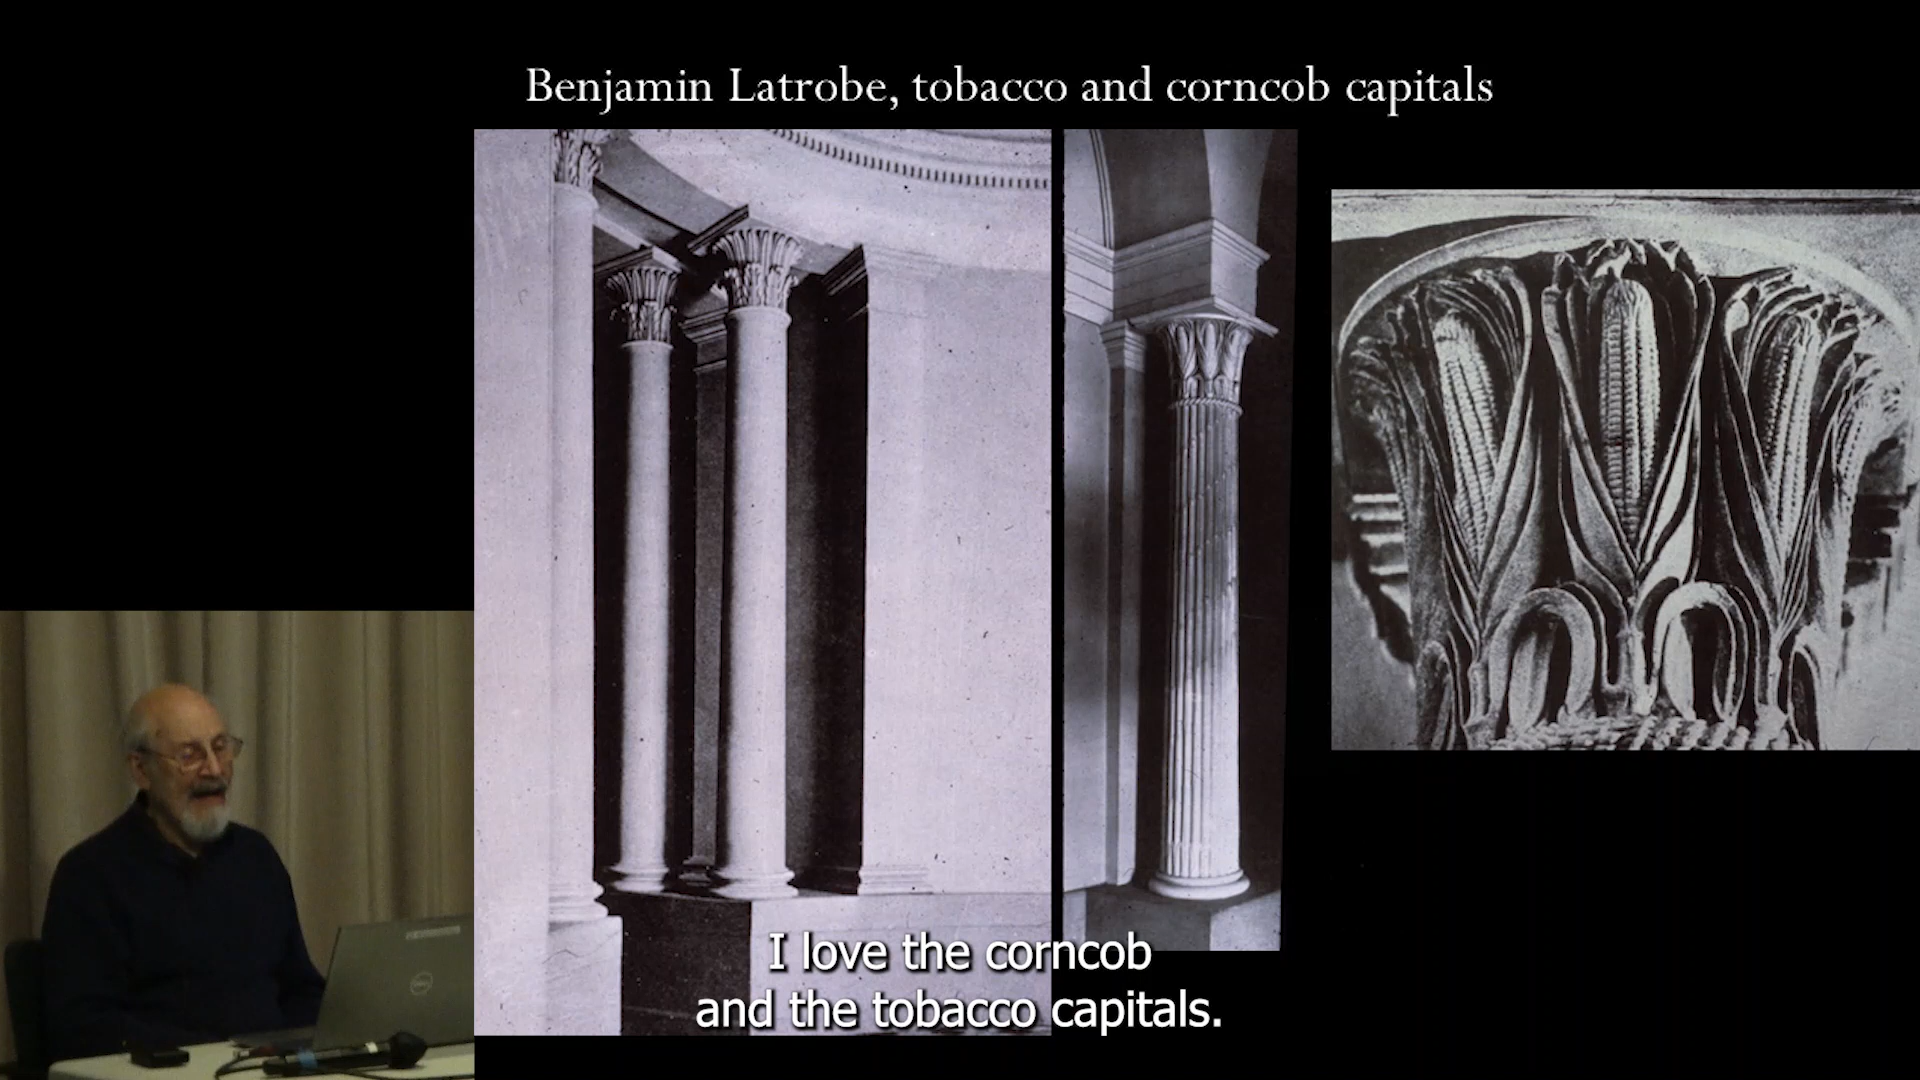 Benjamin Latrobe, tobacco and corncob capitals
I love the corncob
and the tobacco capitals.